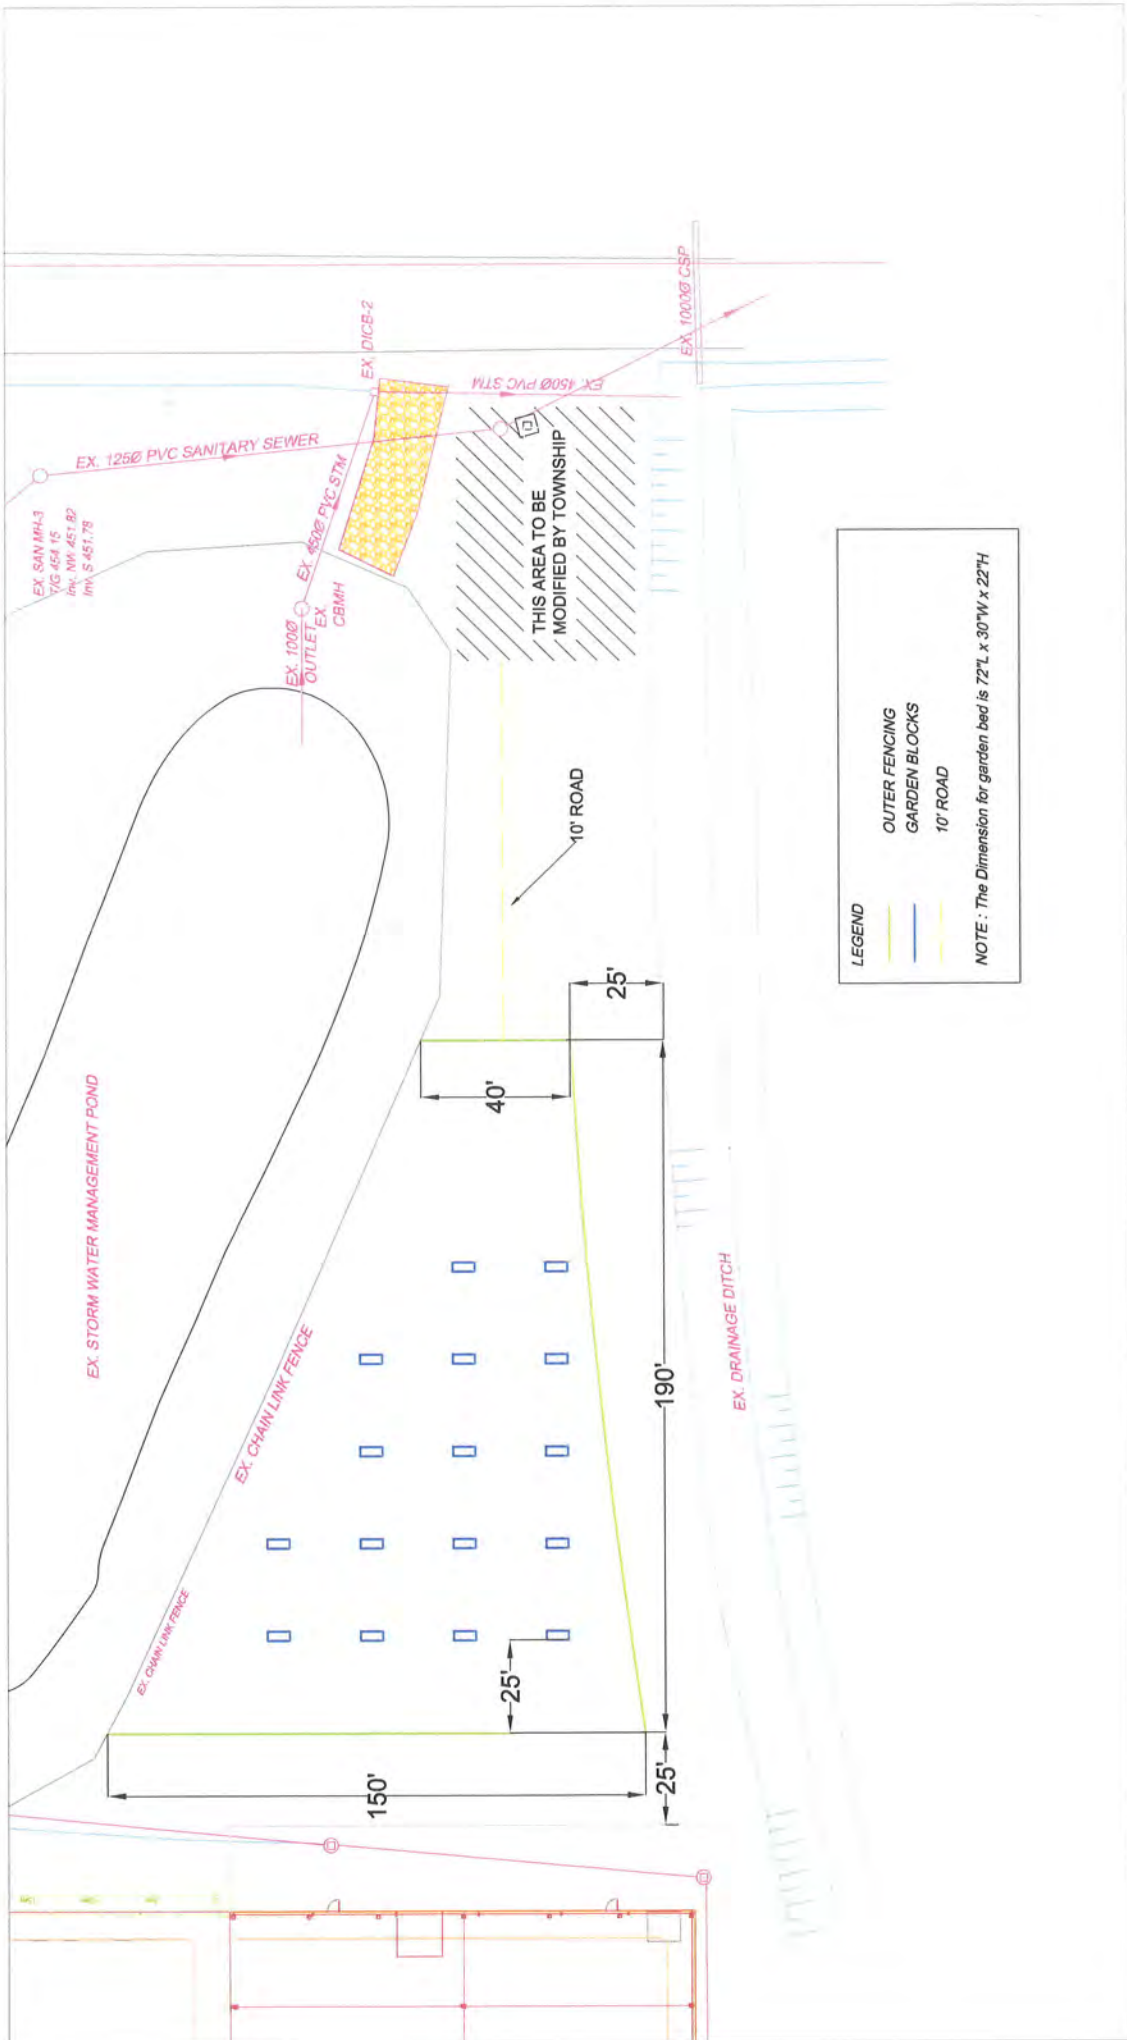 EX. SAN MH-3
T/G 454.15
Inv. NW. 451.82
Inv. S 451.78
EX. 125Ø PVC SANITARY SEWER
EX. DICB-2
EX. 450Ø PVC STM
EX. 450Ø PVC STM
EX. 1000Ø CSP
EX. 100Ø
OUTLET
EX.
CBMH
THIS AREA TO BE
MODIFIED BY TOWNSHIP
10' ROAD
EX. STORM WATER MANAGEMENT POND
EX. CHAIN LINK FENCE
EX. CHAIN LINK FENCE
40'
25'
190'
25'
150'
25'
EX. DRAINAGE DITCH
LEGEND
OUTER FENCING
GARDEN BLOCKS
10' ROAD
NOTE : The Dimension for garden bed is 72"L x 30"W x 22"H